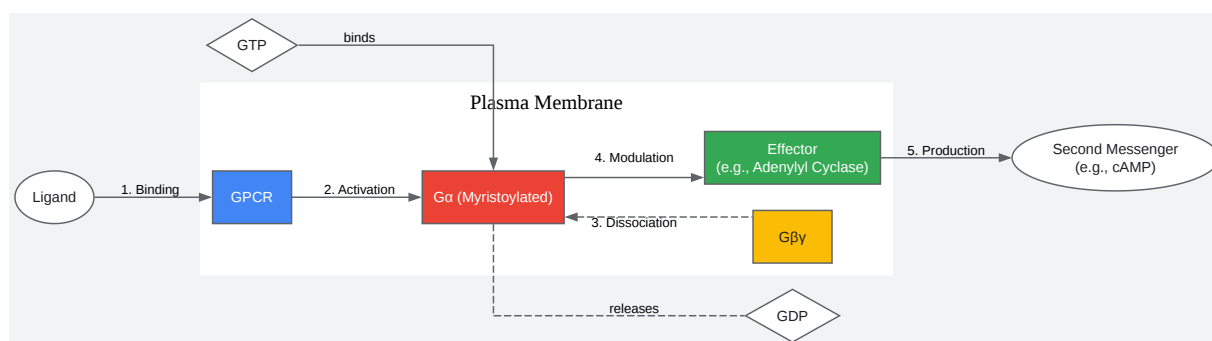 GTP
binds
Plasma Membrane
Ligand
1. Binding
GPCR
2. Activation
Gα (Myristoylated)
4. Modulation
Effector
(e.g., Adenylyl Cyclase)
5. Production
Second Messenger
(e.g., cAMP)
3. Dissociation
Gβγ
releases
GDP